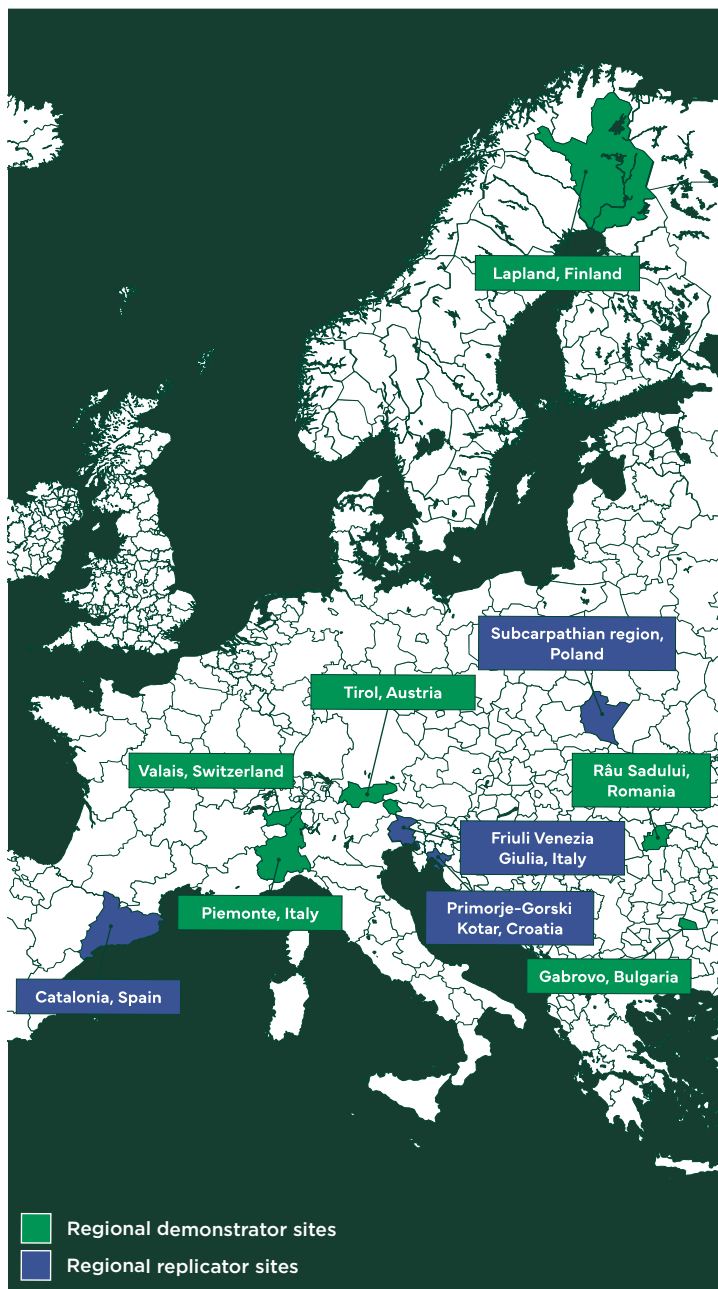 Lapland, Finland
Subcarpathian region,
Poland
Tirol, Austria
Valais, Switzerland
Râu Sadului,
Romania
Friuli Venezia
Giulia, Italy
Piemonte, Italy
Primorje-Gorski
Kotar, Croatia
Gabrovo, Bulgaria
Catalonia, Spain
Regional demonstrator sites
Regional replicator sites